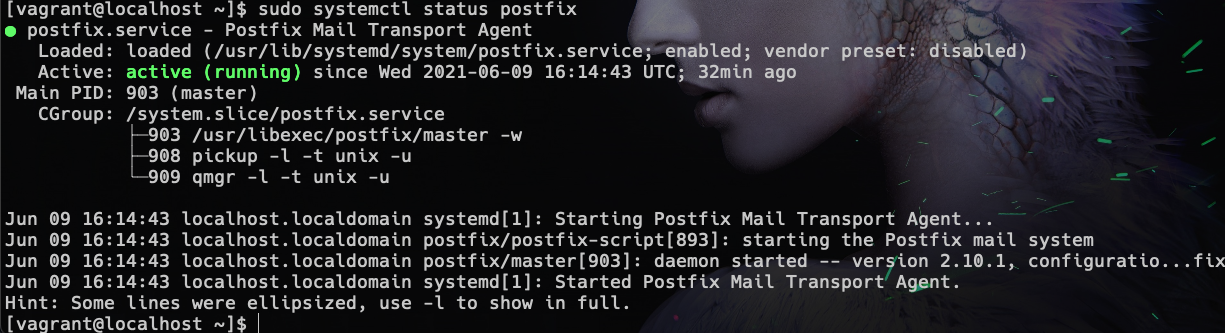 [vagrant@localhost ~]$ sudo systemctl status postfix
● postfix.service - Postfix Mail Transport Agent
   Loaded: loaded (/usr/lib/systemd/system/postfix.service; enabled; vendor preset: disabled)
   Active: active (running) since Wed 2021-06-09 16:14:43 UTC; 32min ago
 Main PID: 903 (master)
   CGroup: /system.slice/postfix.service
           ├─903 /usr/libexec/postfix/master -w
           ├─908 pickup -l -t unix -u
           └─909 qmgr -l -t unix -u

Jun 09 16:14:43 localhost.localdomain systemd[1]: Starting Postfix Mail Transport Agent...
Jun 09 16:14:43 localhost.localdomain postfix/postfix-script[893]: starting the Postfix mail system
Jun 09 16:14:43 localhost.localdomain postfix/master[903]: daemon started -- version 2.10.1, configuratio...fix
Jun 09 16:14:43 localhost.localdomain systemd[1]: Started Postfix Mail Transport Agent.
Hint: Some lines were ellipsized, use -l to show in full.
[vagrant@localhost ~]$